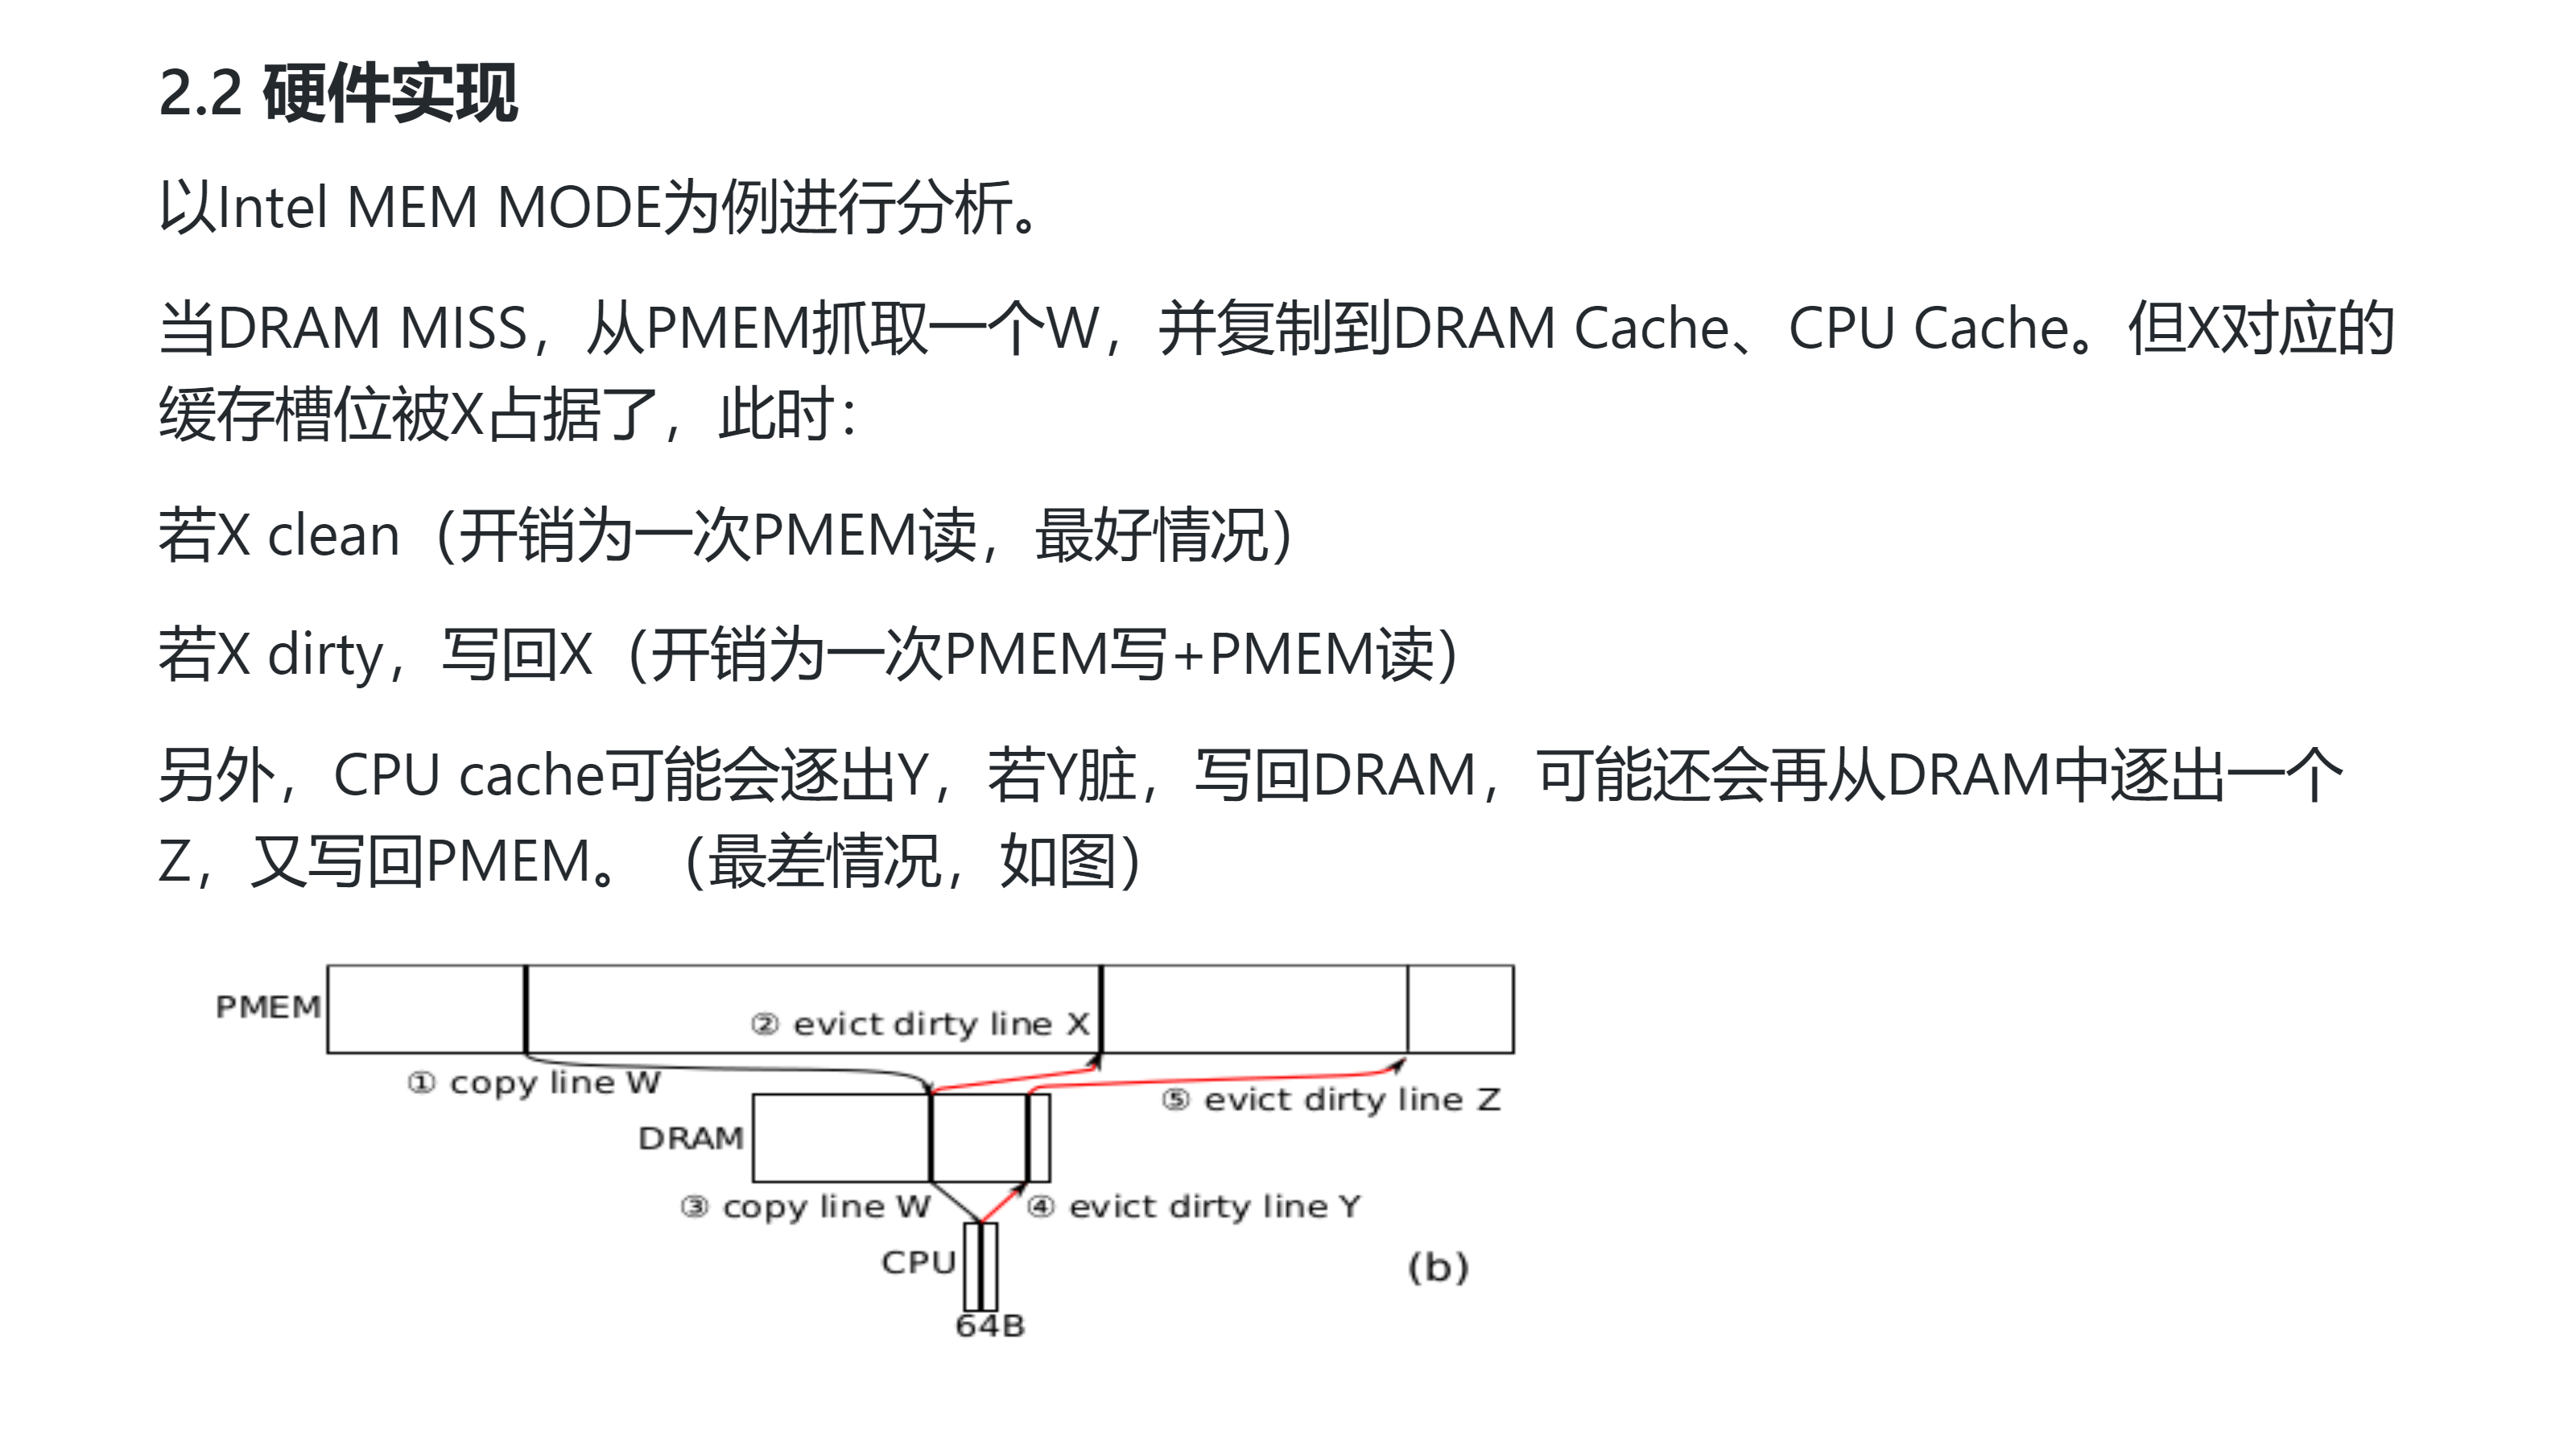 2.2 硬件实现
以Intel MEM MODE为例进行分析。
当DRAM MISS，从PMEM抓取一个W，并复制到DRAM Cache、CPU Cache。但X对应的
缓存槽位被X占据了，此时：
若X clean（开销为一次PMEM读，最好情况）
若X dirty，写回X（开销为一次PMEM写+PMEM读）
另外，CPU cache可能会逐出Y，若Y脏，写回DRAM，可能还会再从DRAM中逐出一个
Z，又写回PMEM。（最差情况，如图）
PMEM
② evict dirty line X
① copy line W
⑤ evict dirty line Z
DRAM
③ copy line W
④ evict dirty line Y
CPU
(b)
64B